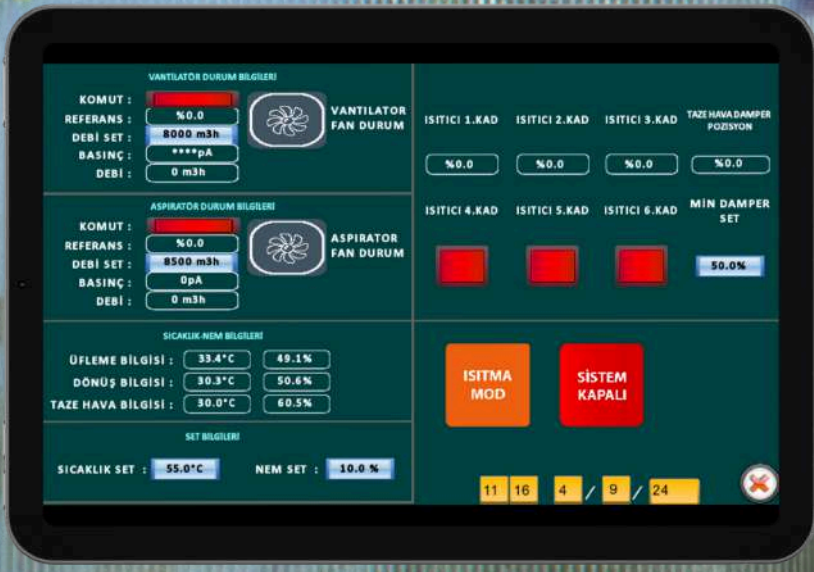 VANTİLATÖR DURUM BİLGİLERİ
KOMUT :
REFERANS : %0.0
DEBİ SET : 8000 m3h
BASINÇ : ****pA
DEBİ : 0 m3h
VANTILATOR
FAN DURUM
ASPİRATÖR DURUM BİLGİLERİ
KOMUT :
REFERANS : %0.0
DEBİ SET : 8500 m3h
BASINÇ : 0pA
DEBİ : 0 m3h
ASPIRATOR
FAN DURUM
SICAKLIK-NEM BİLGİLERİ
ÜFLEME BİLGİSİ : 33.4°C 49.1%
DÖNÜŞ BİLGİSİ : 30.3°C 50.6%
TAZE HAVA BİLGİSİ : 30.0°C 60.5%
SET BİLGİLERİ
SICAKLIK SET : 55.0°C NEM SET : 10.0 %
ISITICI 1.KAD ISITICI 2.KAD ISITICI 3.KAD
TAZE HAVA DAMPER
POZISYON
%0.0 %0.0 %0.0 %0.0
ISITICI 4.KAD ISITICI 5.KAD ISITICI 6.KAD
MİN DAMPER
SET
50.0%
ISITMA
MOD
SİSTEM
KAPALI
11 16 4 / 9 / 24